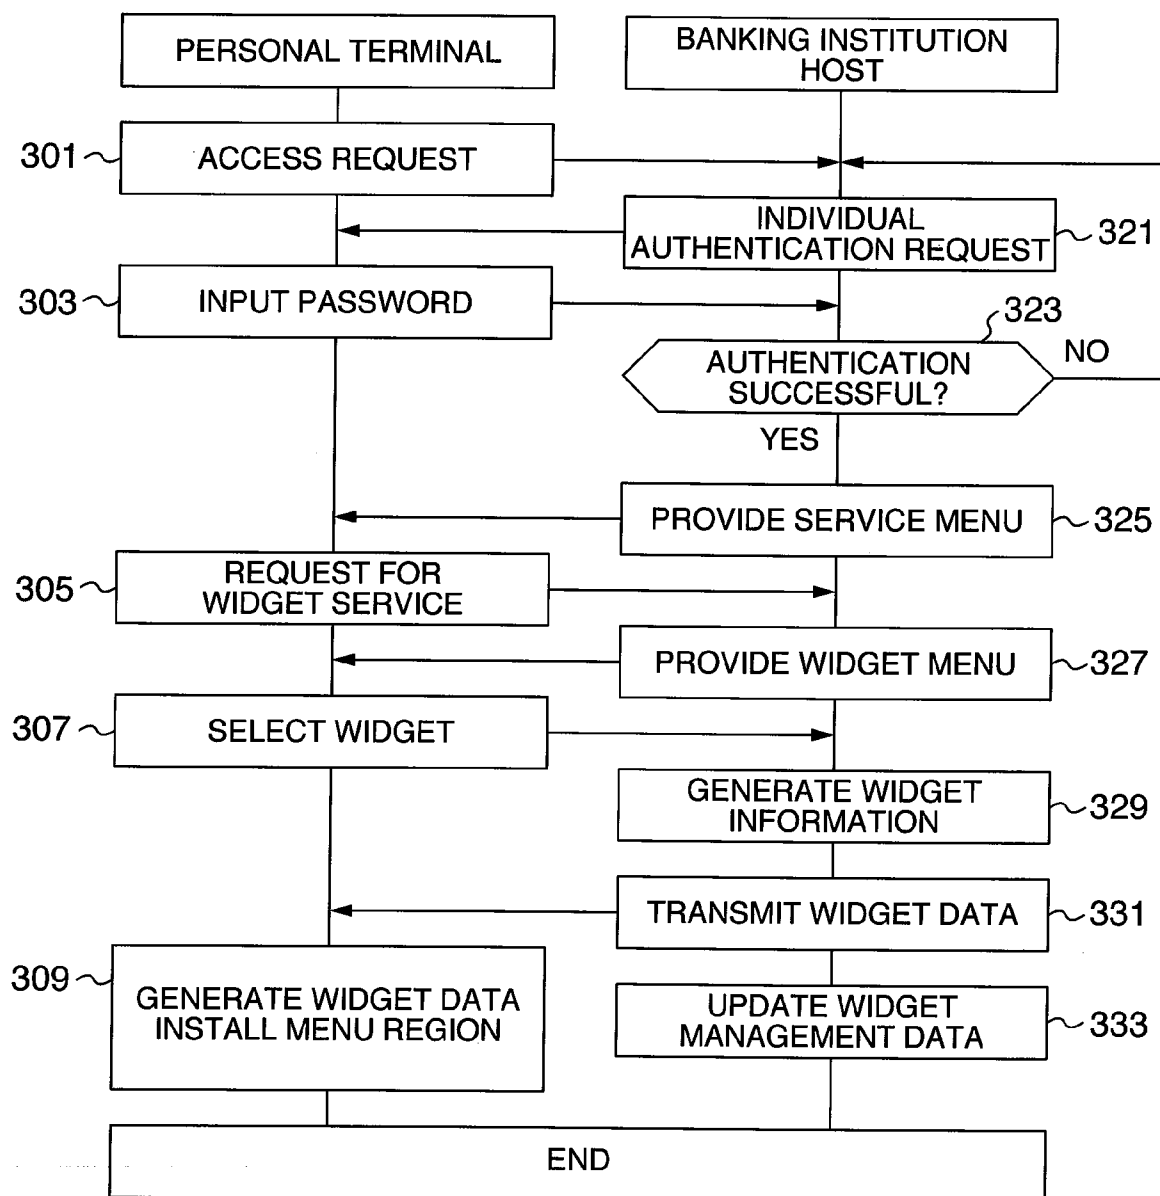 PERSONAL TERMINAL
BANKING INSTITUTION
HOST
301
ACCESS REQUEST
INDIVIDUAL
AUTHENTICATION REQUEST
321
303
INPUT PASSWORD
323
AUTHENTICATION
SUCCESSFUL?
NO
YES
PROVIDE SERVICE MENU
325
305
REQUEST FOR
WIDGET SERVICE
PROVIDE WIDGET MENU
327
307
SELECT WIDGET
GENERATE WIDGET
INFORMATION
329
TRANSMIT WIDGET DATA
331
309
GENERATE WIDGET DATA
INSTALL MENU REGION
UPDATE WIDGET
MANAGEMENT DATA
333
END